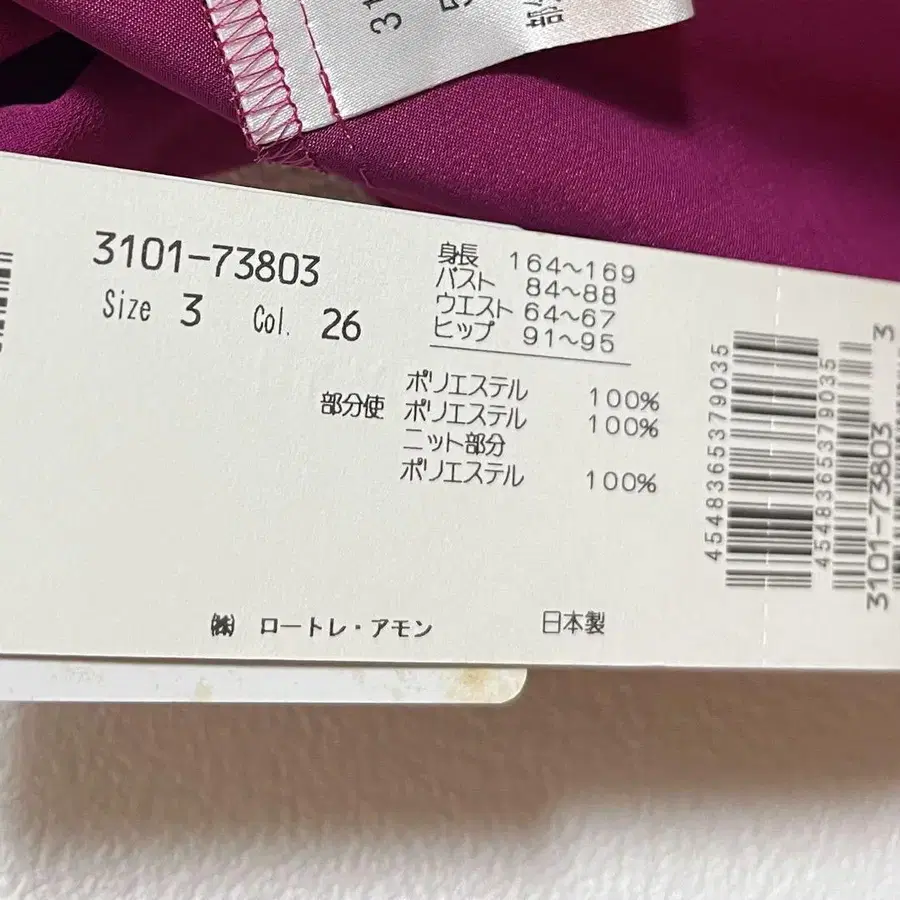 31
部
3101-73803
Size 3 Col. 26
身長 164〜169
バスト 84〜88
ウエスト 64〜67
ヒップ 91〜95
ポリエステル 100%
部分使 ポリエステル 100%
ニット部分
ポリエステル 100%
㈱ ロートレ・アモン 日本製
4548365379035
4548365379035
3101-73803 3